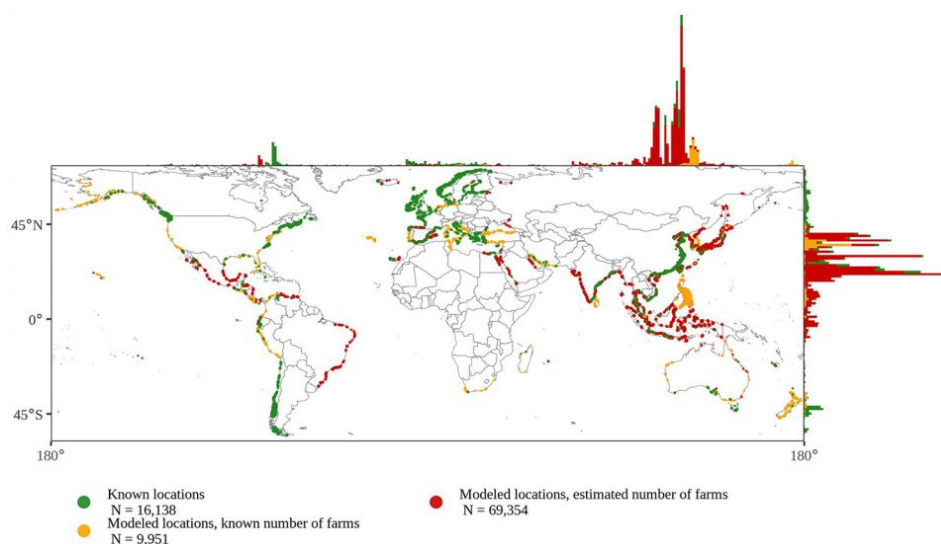 45°N
0°
45°S
180°
180°
Known locations
N = 16,138
Modeled locations, known number of farms
N = 9,951
Modeled locations, estimated number of farms
N = 69,354